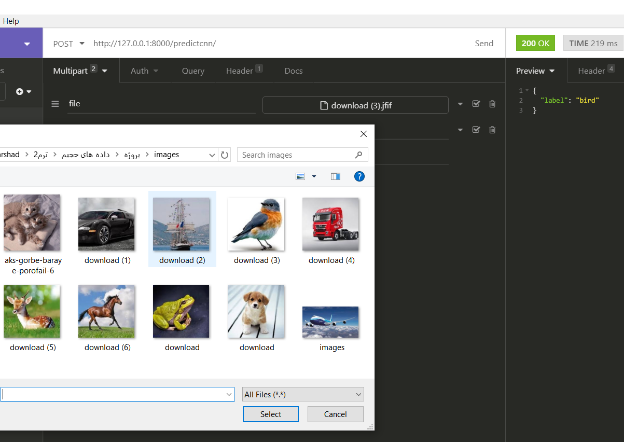 Help
POST http://127.0.0.1:8000/predictcnn/ Send
200 OK TIME 219 ms
Multipart 2 Auth Query Header 1 Docs
Preview Header 4
file download (3).jfif
1 {
2 "label": "bird"
3 }
arshad › ترم2 › داده های حجیم › پروژه › images
Search images
aks-gorbe-baraye-porofail-6
download (1)
download (2)
download (3)
download (4)
download (5)
download (6)
download
download
images
All Files (*.*)
Select Cancel